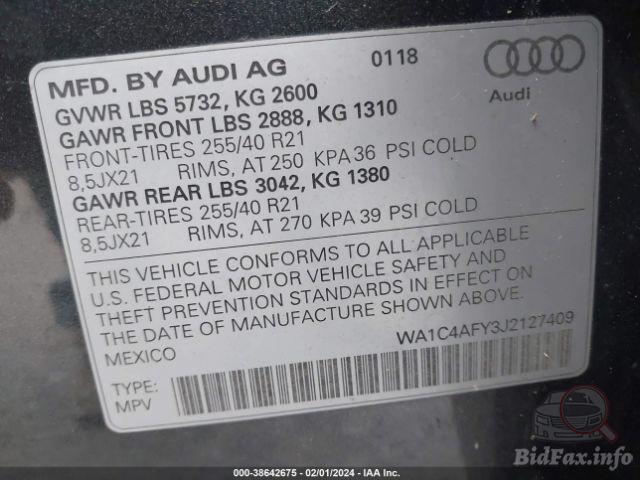 MFD. BY AUDI AG 0118
GVWR LBS 5732, KG 2600
Audi
GAWR FRONT LBS 2888, KG 1310
FRONT-TIRES 255/40 R21
8,5JX21 RIMS, AT 250 KPA 36 PSI COLD
GAWR REAR LBS 3042, KG 1380
REAR-TIRES 255/40 R21
8,5JX21 RIMS, AT 270 KPA 39 PSI COLD
THIS VEHICLE CONFORMS TO ALL APPLICABLE
U.S. FEDERAL MOTOR VEHICLE SAFETY AND
THEFT PREVENTION STANDARDS IN EFFECT ON
THE DATE OF MANUFACTURE SHOWN ABOVE.
MEXICO
WA1C4AFY3J2127409
TYPE:
MPV
BidFax.info
000-38642675 - 02/01/2024 - IAA Inc.